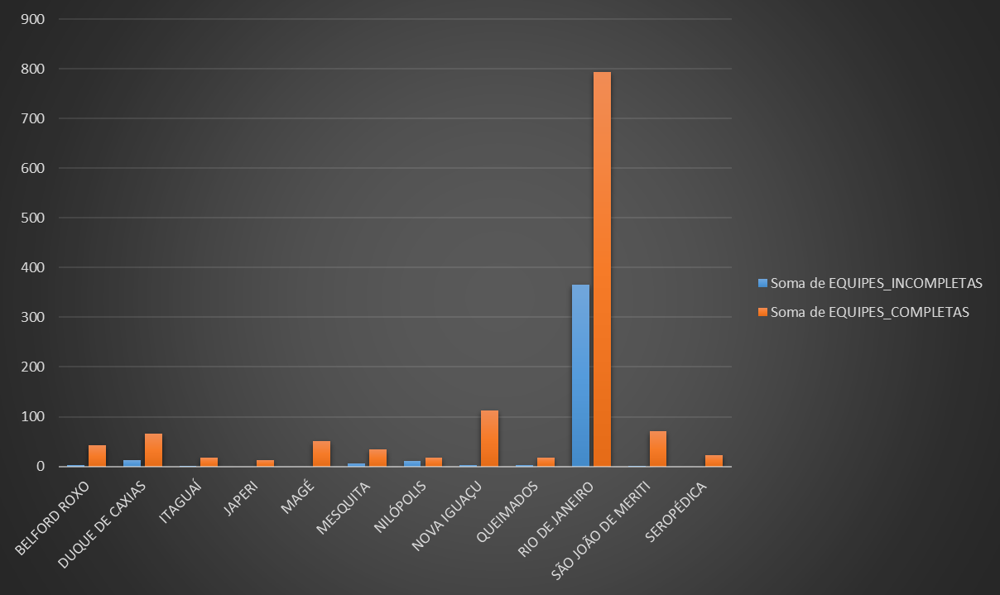 900
800
700
600
500
400
300
200
100
0
BELFORD ROXO
DUQUE DE CAXIAS
ITAGUAÍ
JAPERI
MAGÉ
MESQUITA
NILÓPOLIS
NOVA IGUAÇU
QUEIMADOS
RIO DE JANEIRO
SÃO JOÃO DE MERITI
SEROPÉDICA
Soma de EQUIPES_INCOMPLETAS
Soma de EQUIPES_COMPLETAS